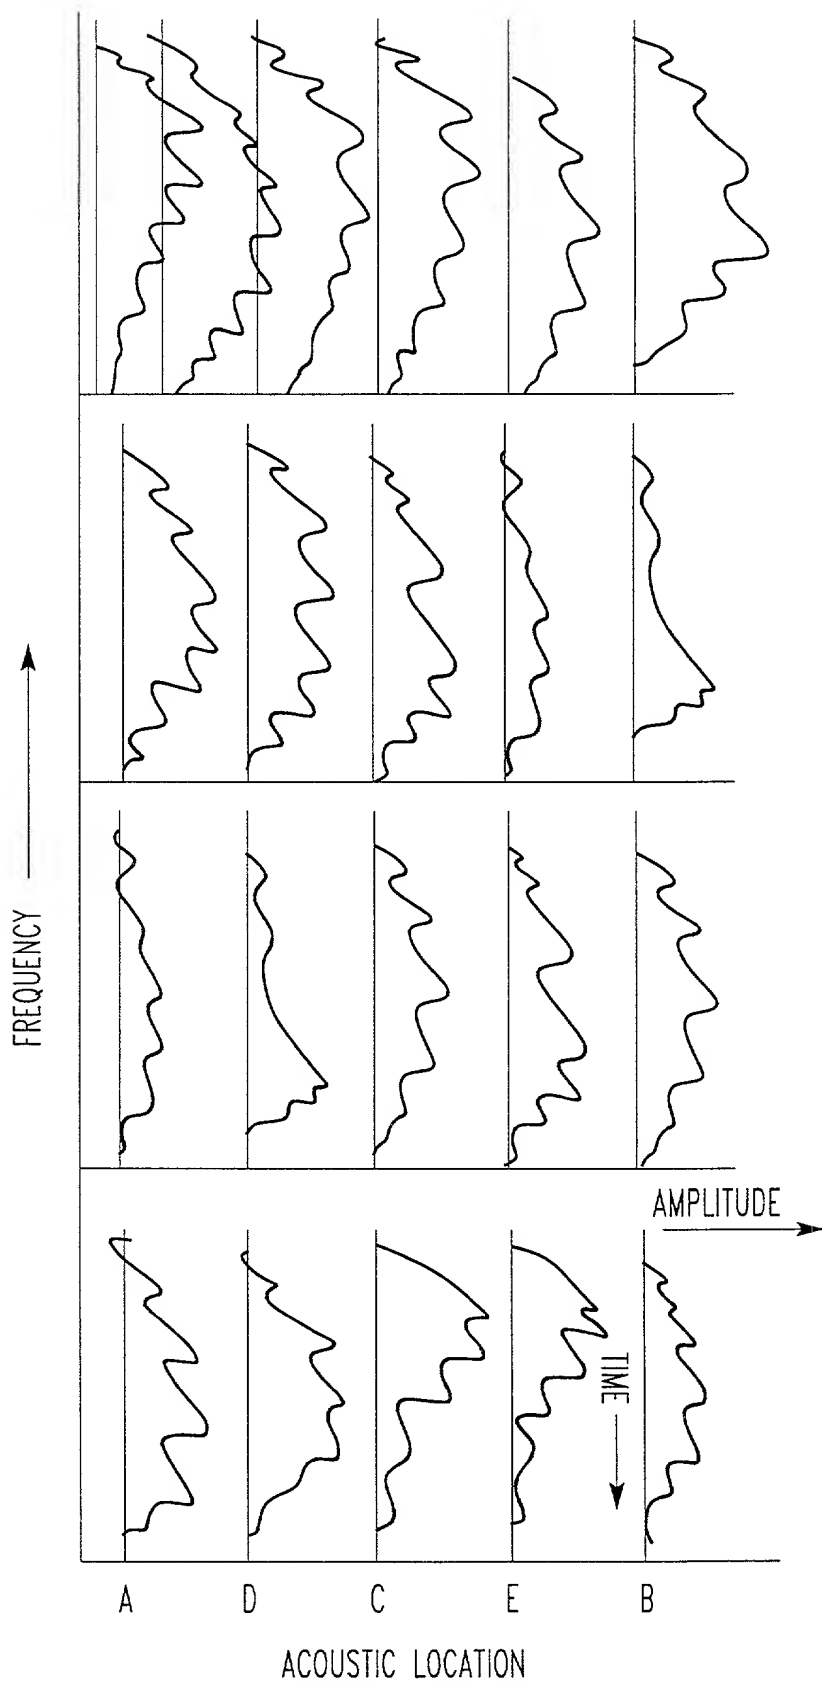 FREQUENCY
AMPLITUDE
TIME
A D C E B
ACOUSTIC LOCATION